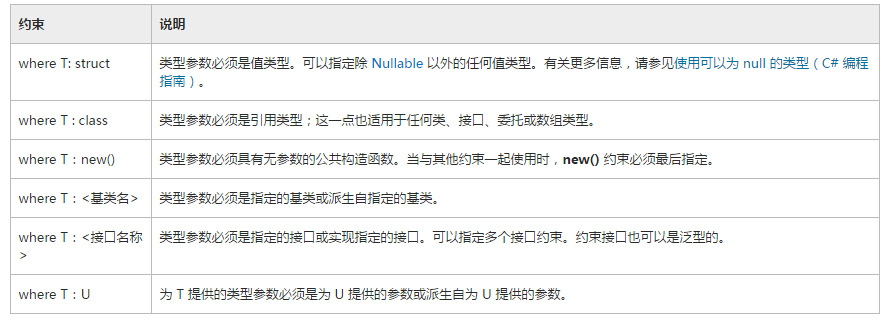 约束 说明
where T: struct 类型参数必须是值类型。可以指定除 Nullable 以外的任何值类型。有关更多信息，请参见使用可以为 null 的类型（C# 编程
指南）。
where T : class 类型参数必须是引用类型；这一点也适用于任何类、接口、委托或数组类型。
where T：new() 类型参数必须具有无参数的公共构造函数。当与其他约束一起使用时，new() 约束必须最后指定。
where T：<基类名> 类型参数必须是指定的基类或派生自指定的基类。
where T：<接口名称 类型参数必须是指定的接口或实现指定的接口。可以指定多个接口约束。约束接口也可以是泛型的。
>
where T：U 为 T 提供的类型参数必须是为 U 提供的参数或派生自为 U 提供的参数。